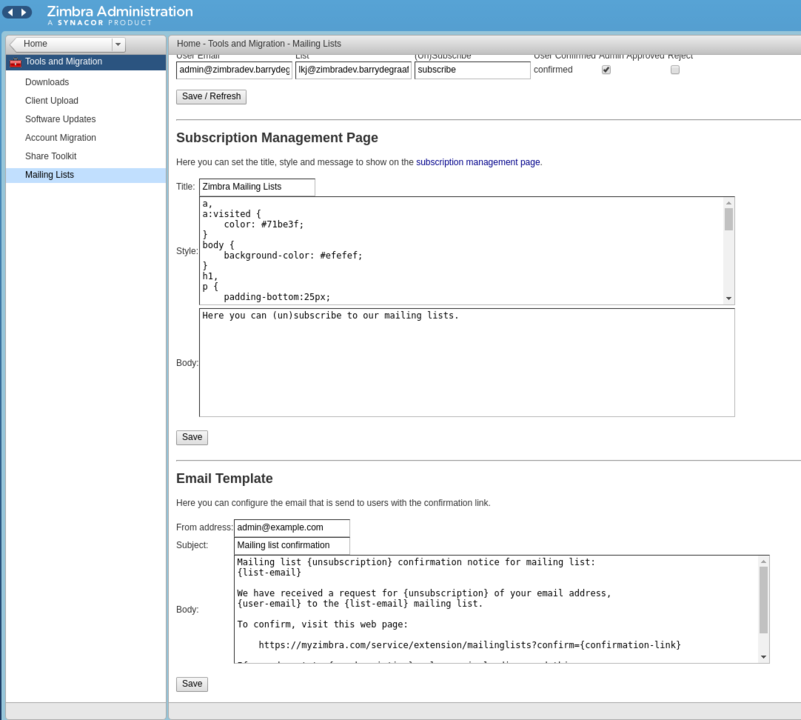 Zimbra Administration
A SYNACOR PRODUCT
Home
Home - Tools and Migration - Mailing Lists
Tools and Migration
Downloads
Client Upload
Software Updates
Account Migration
Share Toolkit
Mailing Lists
User Email List (Un)Subscribe User Confirmed Admin Approved Reject
admin@zimbradev.barrydeg lkj@zimbradev.barrydegraaf subscribe confirmed
Save / Refresh
Subscription Management Page
Here you can set the title, style and message to show on the subscription management page.
Title: Zimbra Mailing Lists
Style:
a,
a:visited {
    color: #71be3f;
}
body {
    background-color: #efefef;
}
h1,
p {
    padding-bottom:25px;
Body:
Here you can (un)subscribe to our mailing lists.
Save
Email Template
Here you can configure the email that is send to users with the confirmation link.
From address: admin@example.com
Subject: Mailing list confirmation
Body:
Mailing list {unsubscription} confirmation notice for mailing list:
{list-email}
We have received a request for {unsubscription} of your email address,
{user-email} to the {list-email} mailing list.
To confirm, visit this web page:
https://myzimbra.com/service/extension/mailinglists?confirm={confirmation-link}
Save